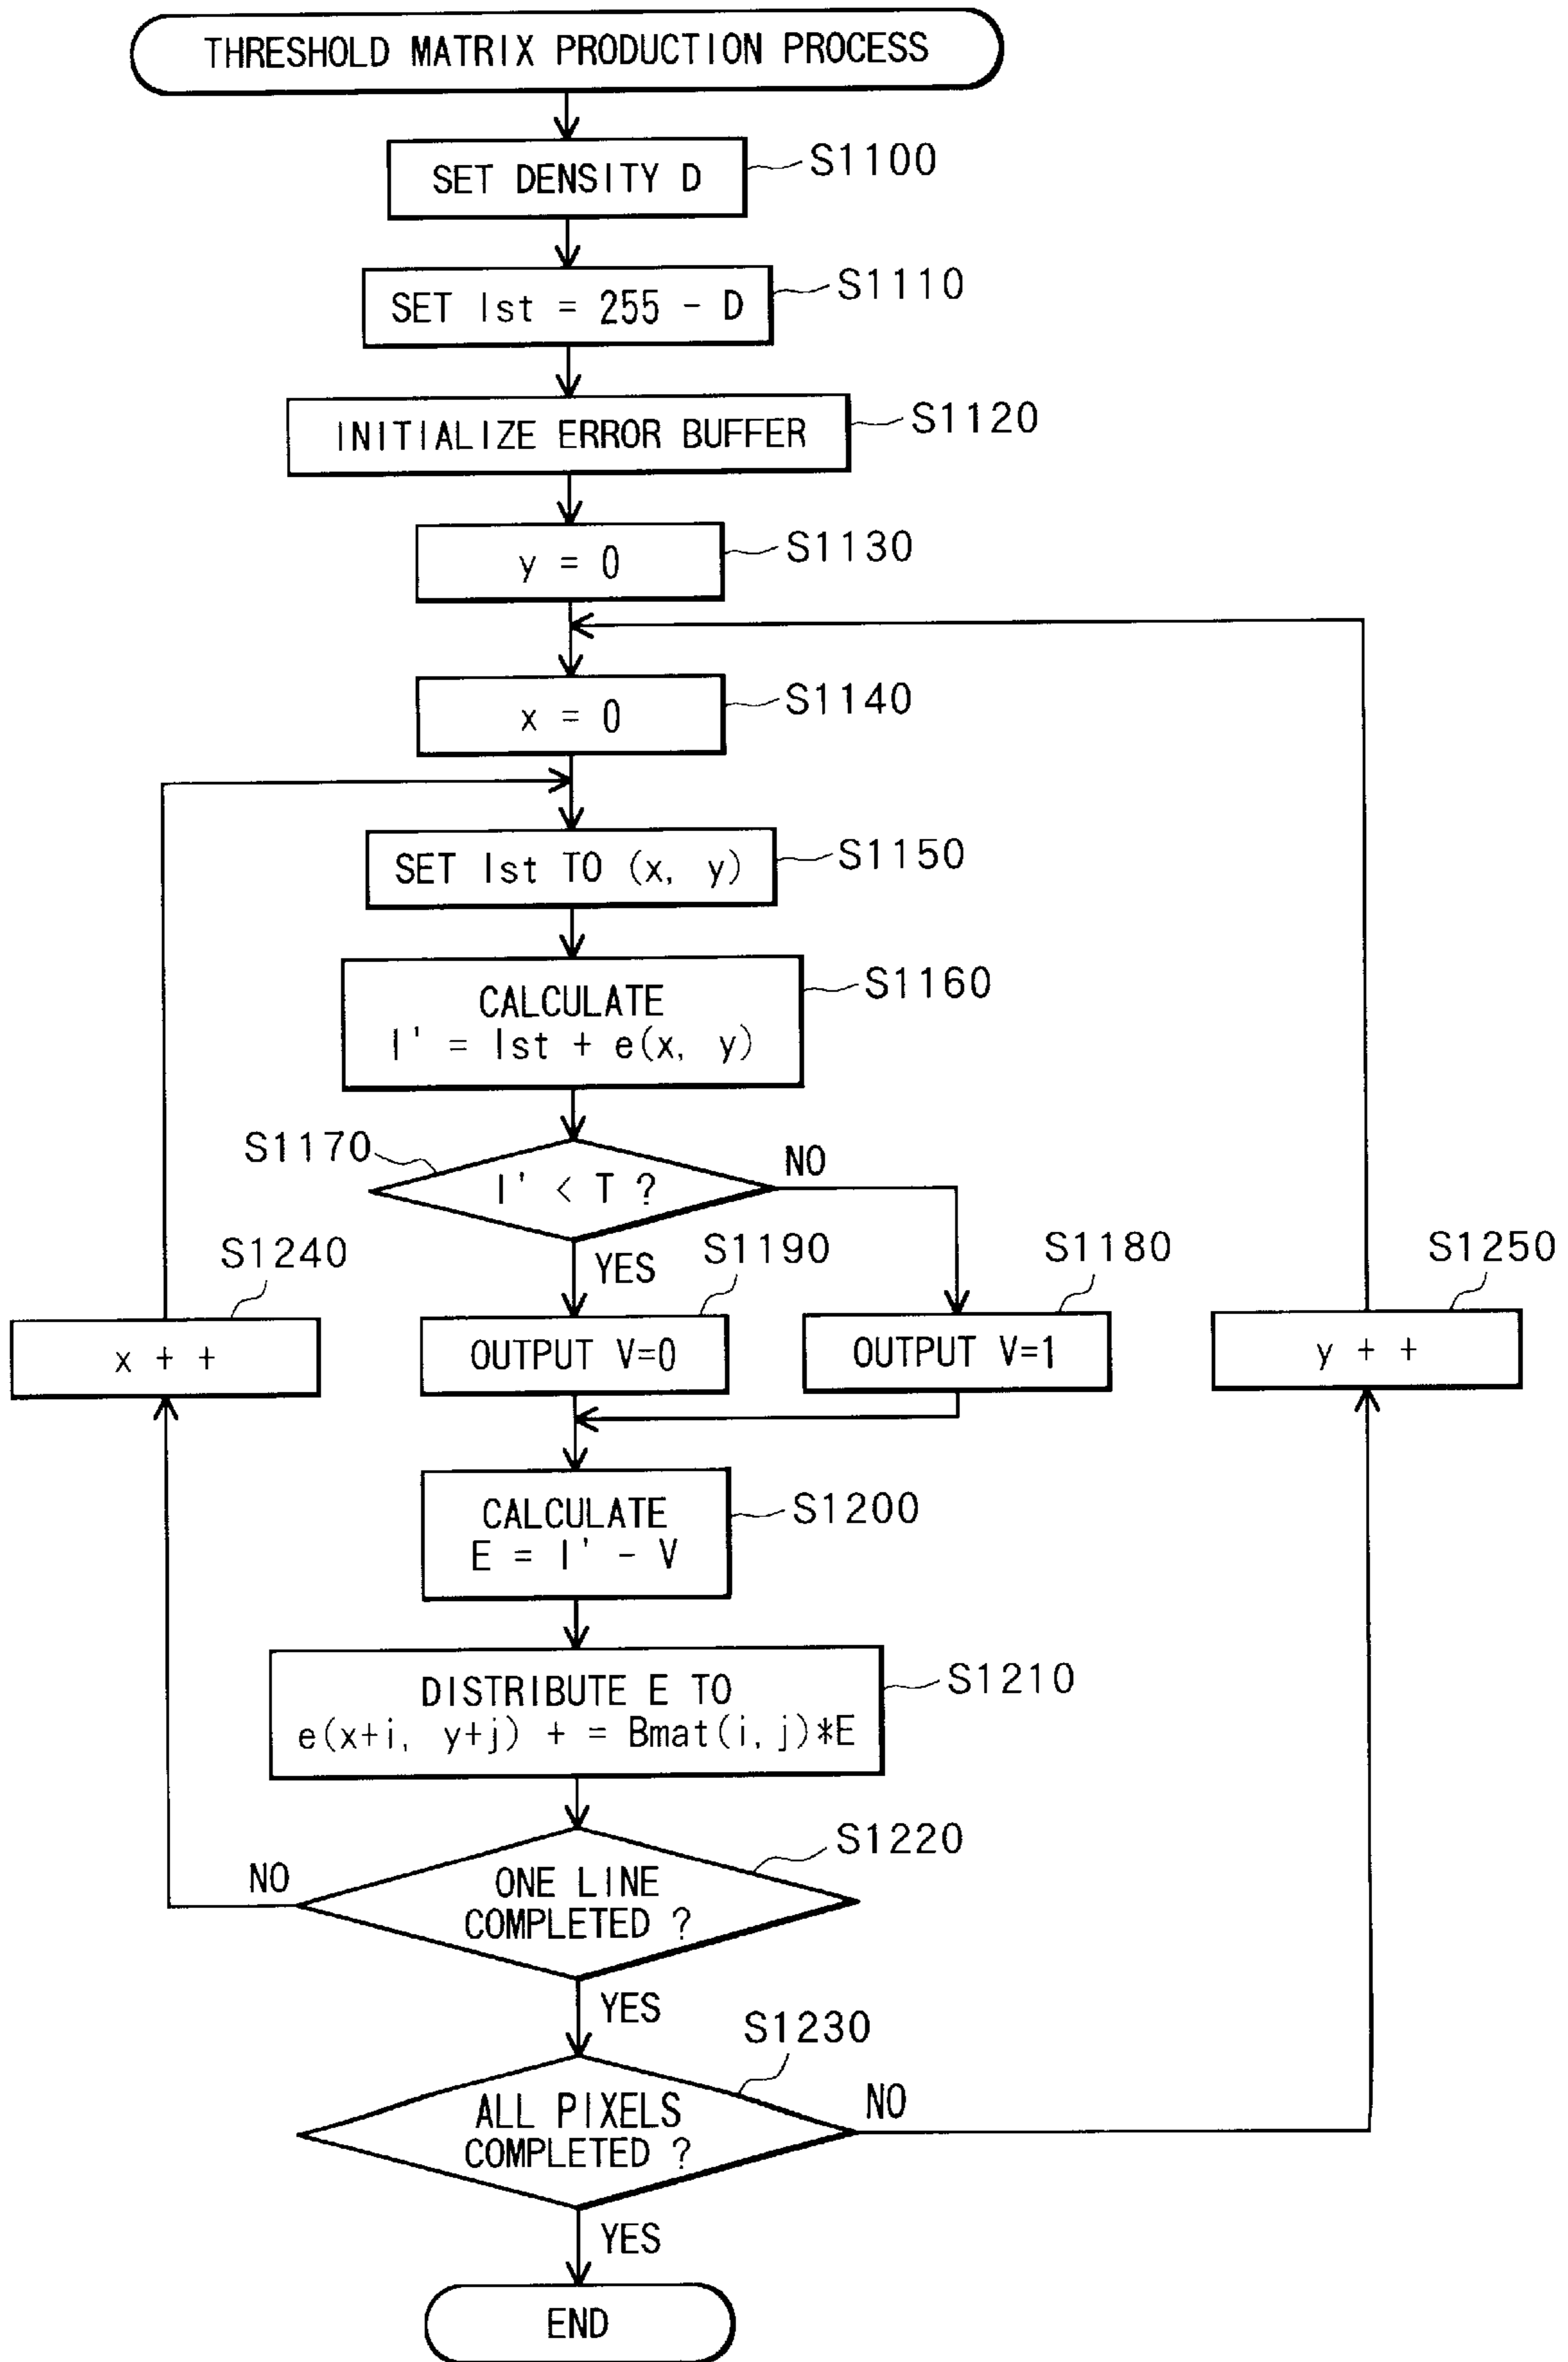 THRESHOLD MATRIX PRODUCTION PROCESS
SET DENSITY D
S1100
SET Ist = 255 - D
S1110
INITIALIZE ERROR BUFFER
S1120
y = 0
S1130
x = 0
S1140
SET Ist TO (x, y)
S1150
CALCULATE
I' = Ist + e(x, y)
S1160
S1170
I' < T ?
NO
YES
S1240
S1190
S1180
S1250
x + +
OUTPUT V=0
OUTPUT V=1
y + +
CALCULATE
E = I' - V
S1200
DISTRIBUTE E TO
e(x+i, y+j) + = Bmat(i,j)*E
S1210
S1220
NO
ONE LINE
COMPLETED ?
YES
S1230
ALL PIXELS
COMPLETED ?
NO
YES
END